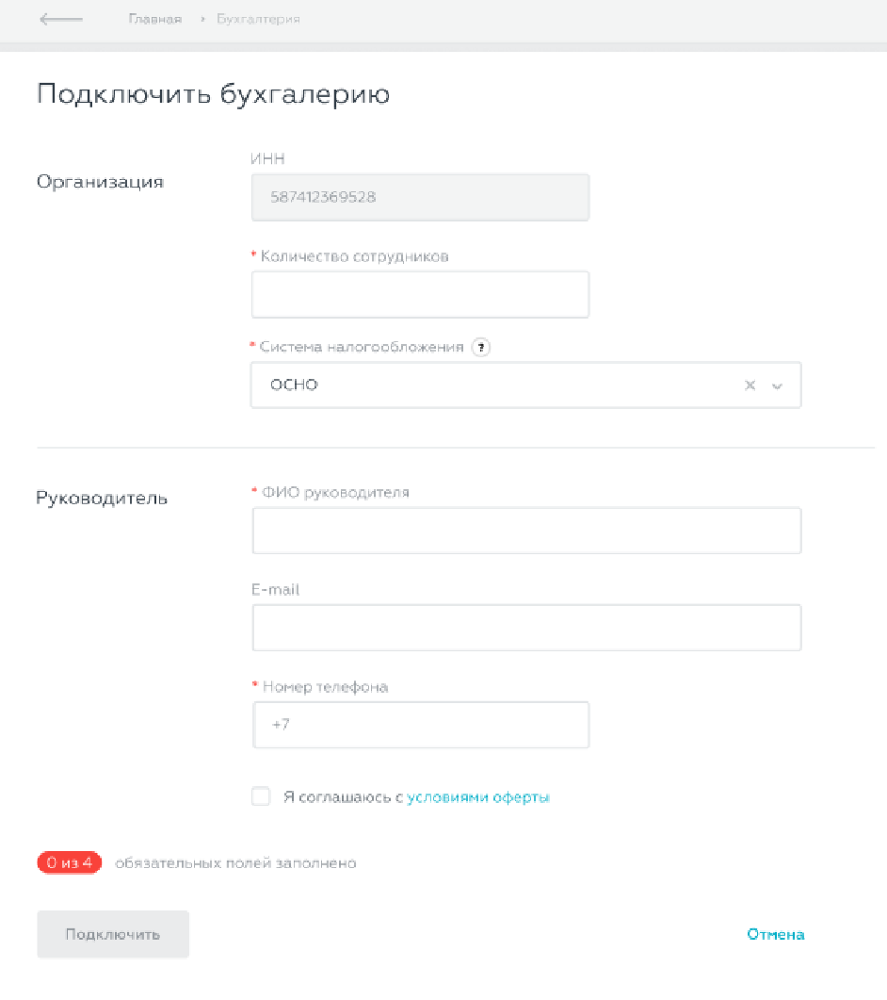 Главная › Бухгалтерия
Подключить бухгалерию
Организация
ИНН
587412369528
* Количество сотрудников
* Система налогообложения ?
ОСНО
Руководитель
* ФИО руководителя
E-mail
* Номер телефона
+7
Я соглашаюсь с условиями оферты
0 из 4 обязательных полей заполнено
Подключить Отмена